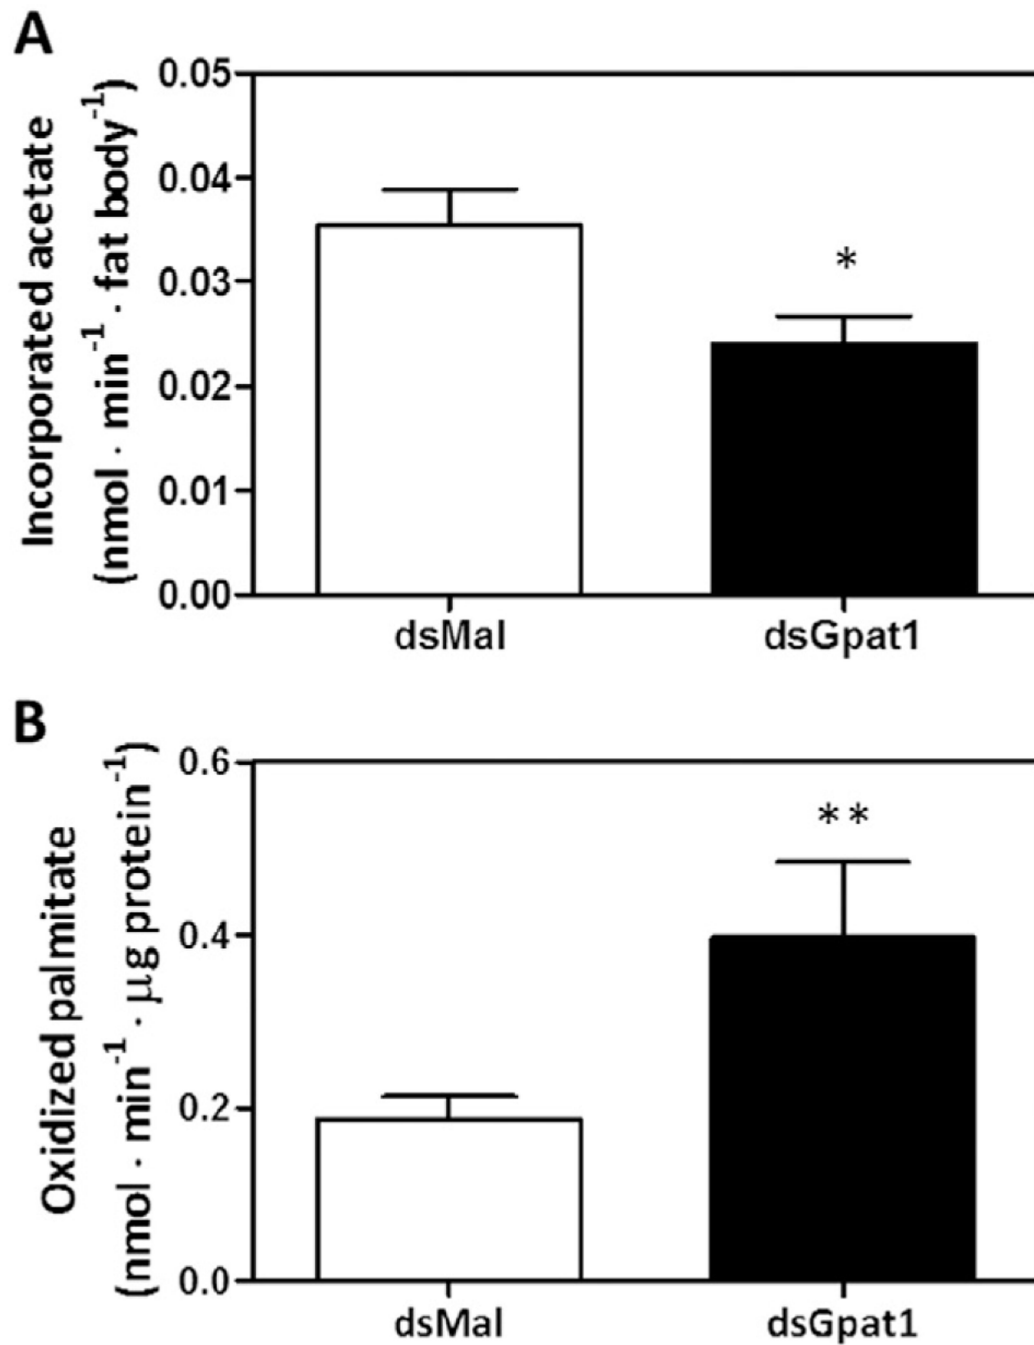 A
Incorporated acetate
(nmol · min⁻¹ · fat body⁻¹)
0.05
0.04
0.03
0.02
0.01
0.00
*
dsMal dsGpat1
B
Oxidized palmitate
(nmol · min⁻¹ · µg protein⁻¹)
0.6
0.4
0.2
0.0
**
dsMal dsGpat1